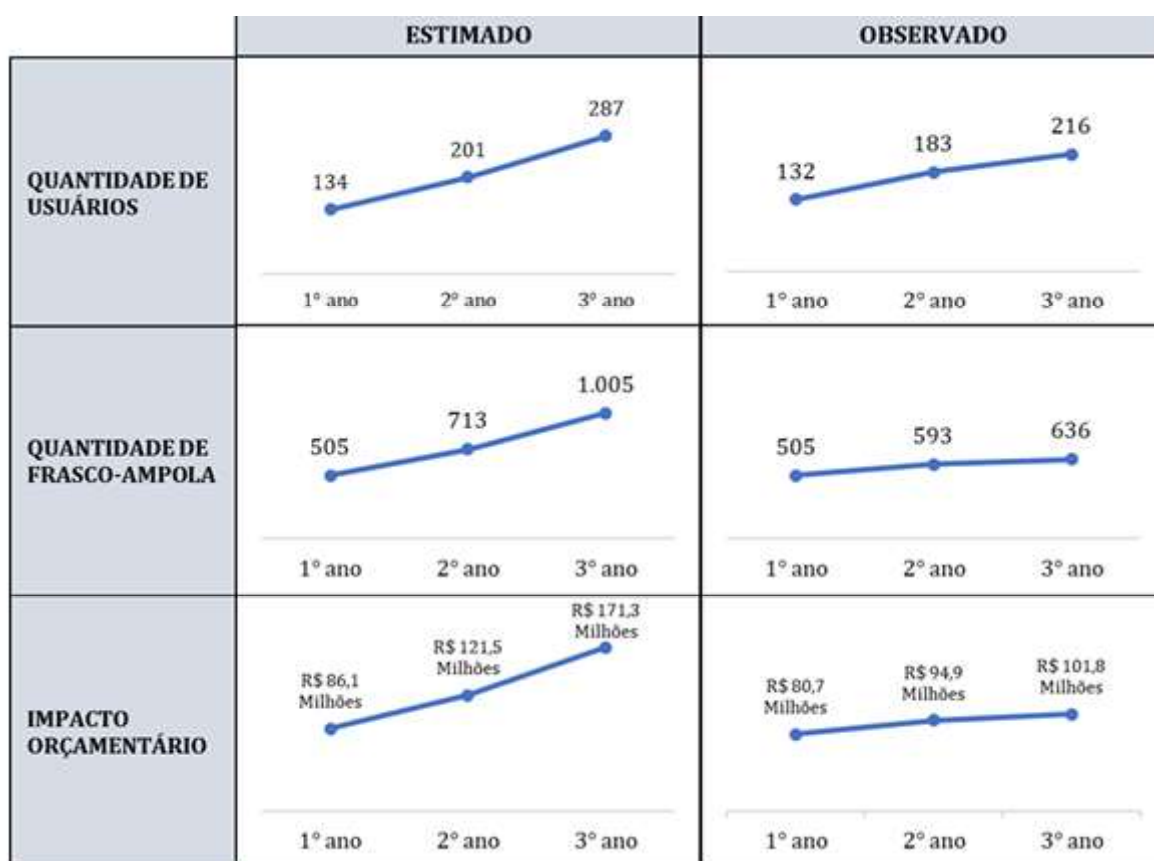 ESTIMADO
OBSERVADO
QUANTIDADE DE
USUÁRIOS
134
201
287
1° ano
2° ano
3° ano
132
183
216
1° ano
2° ano
3° ano
QUANTIDADE DE
FRASCO-AMPOLA
505
713
1.005
1° ano
2° ano
3° ano
505
593
636
1° ano
2° ano
3° ano
IMPACTO
ORÇAMENTÁRIO
R$ 86,1
Milhões
R$ 121,5
Milhões
R$ 171,3
Milhões
1° ano
2° ano
3° ano
R$ 80,7
Milhões
R$ 94,9
Milhões
R$ 101,8
Milhões
1° ano
2° ano
3° ano